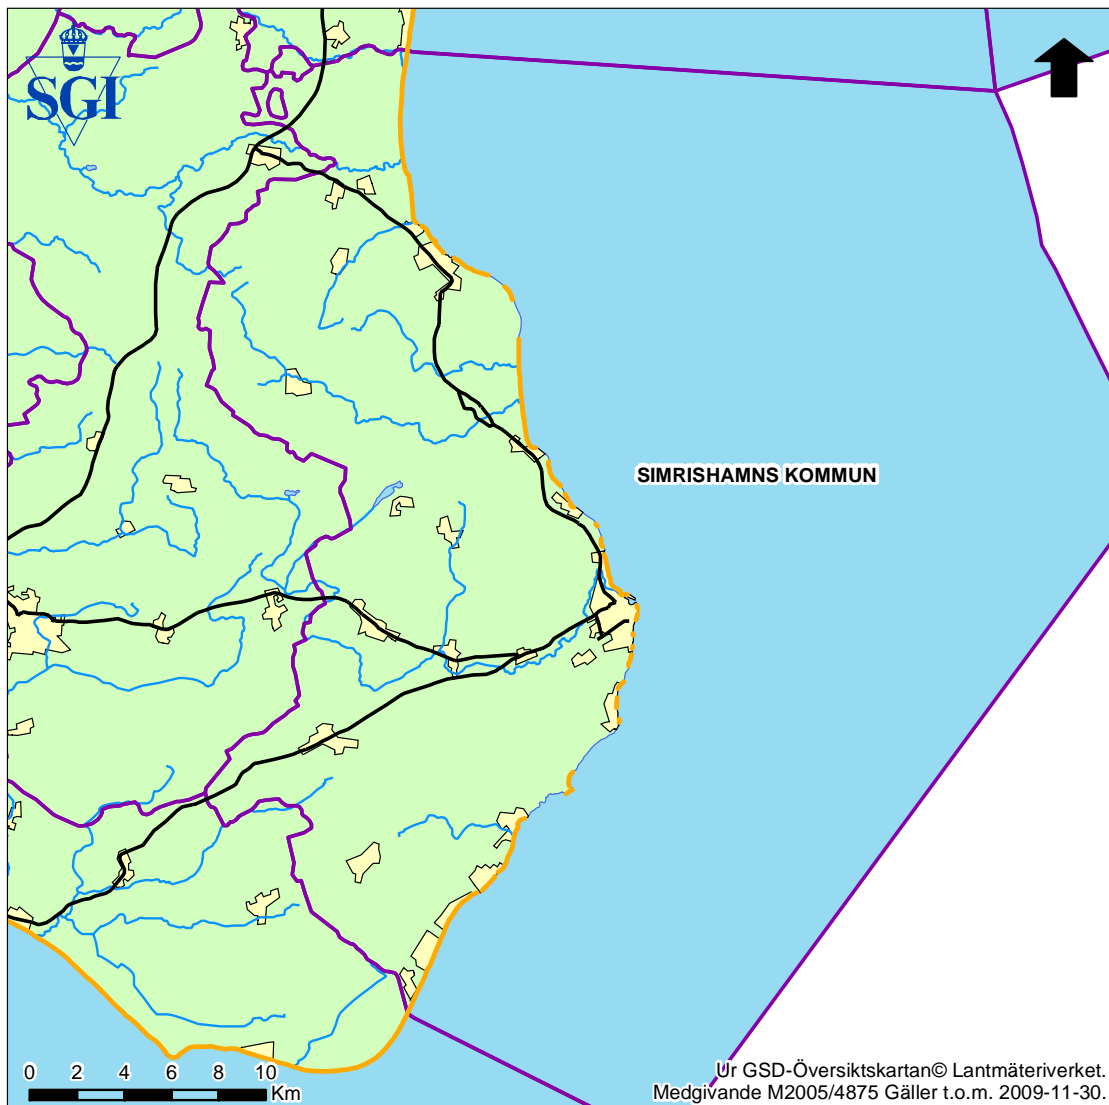 SGI
SIMRISHAMNS KOMMUN
0 2 4 6 8 10
Km
Ur GSD-Översiktskartan© Lantmäteriverket.
Medgivande M2005/4875 Gäller t.o.m. 2009-11-30.